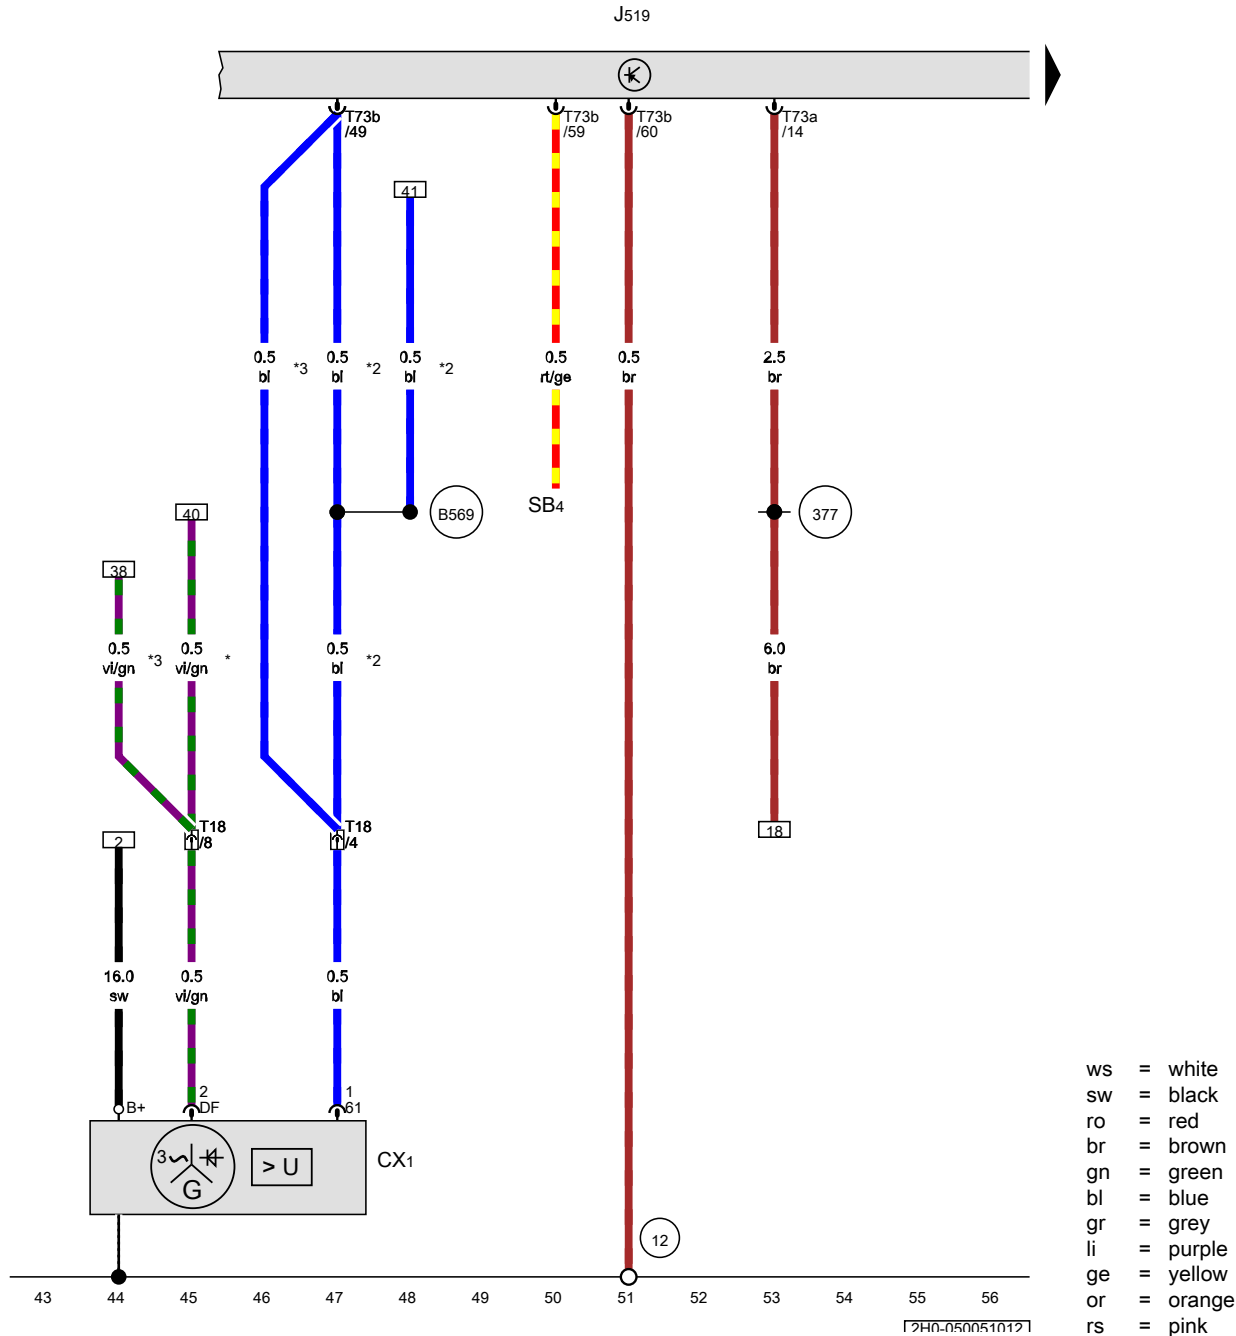 J519
T73b
/49
T73b
/59
T73b
/60
T73a
/14
41
0.5
bl
*3
0.5
bl
*2
0.5
bl
*2
0.5
rt/ge
0.5
br
2.5
br
SB4
B569
377
40
38
0.5
vi/gn
*3
0.5
vi/gn
*
0.5
bl
*2
6.0
br
T18
/8
T18
/4
18
2
16.0
sw
0.5
vi/gn
0.5
bl
B+
2
DF
1
61
3
G
> U
CX1
12
43 44 45 46 47 48 49 50 51 52 53 54 55 56
2H0-050051012
ws = white
sw = black
ro = red
br = brown
gn = green
bl = blue
gr = grey
li = purple
ge = yellow
or = orange
rs = pink